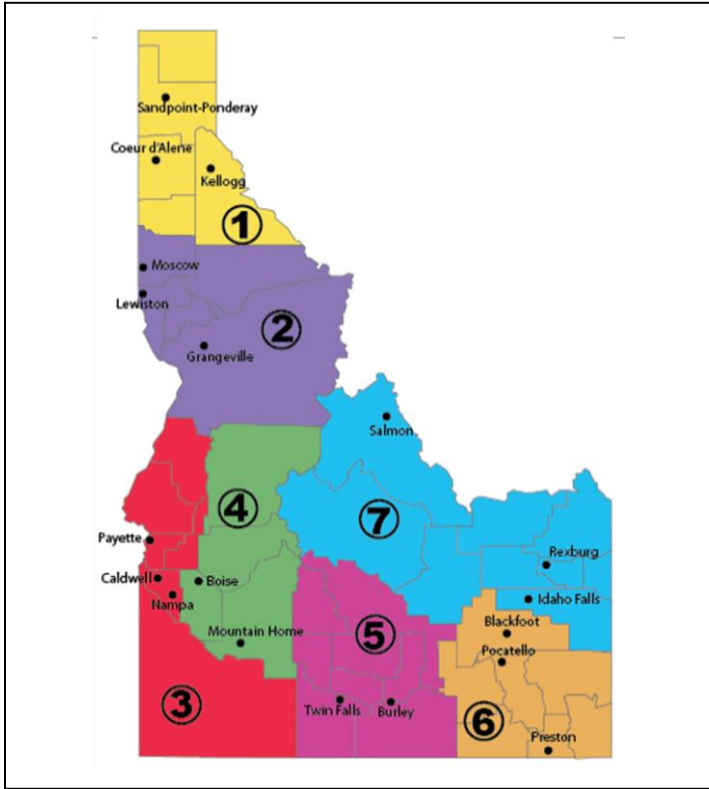 Sandpoint-Ponderay
Coeur d'Alene
Kellogg
1
Moscow
Lewiston
2
Grangeville
Salmon
4
7
Payette
Rexburg
Caldwell
Boise
Nampa
Idaho Falls
Blackfoot
Mountain Home
5
Pocatello
3
Twin Falls
Burley
6
Preston